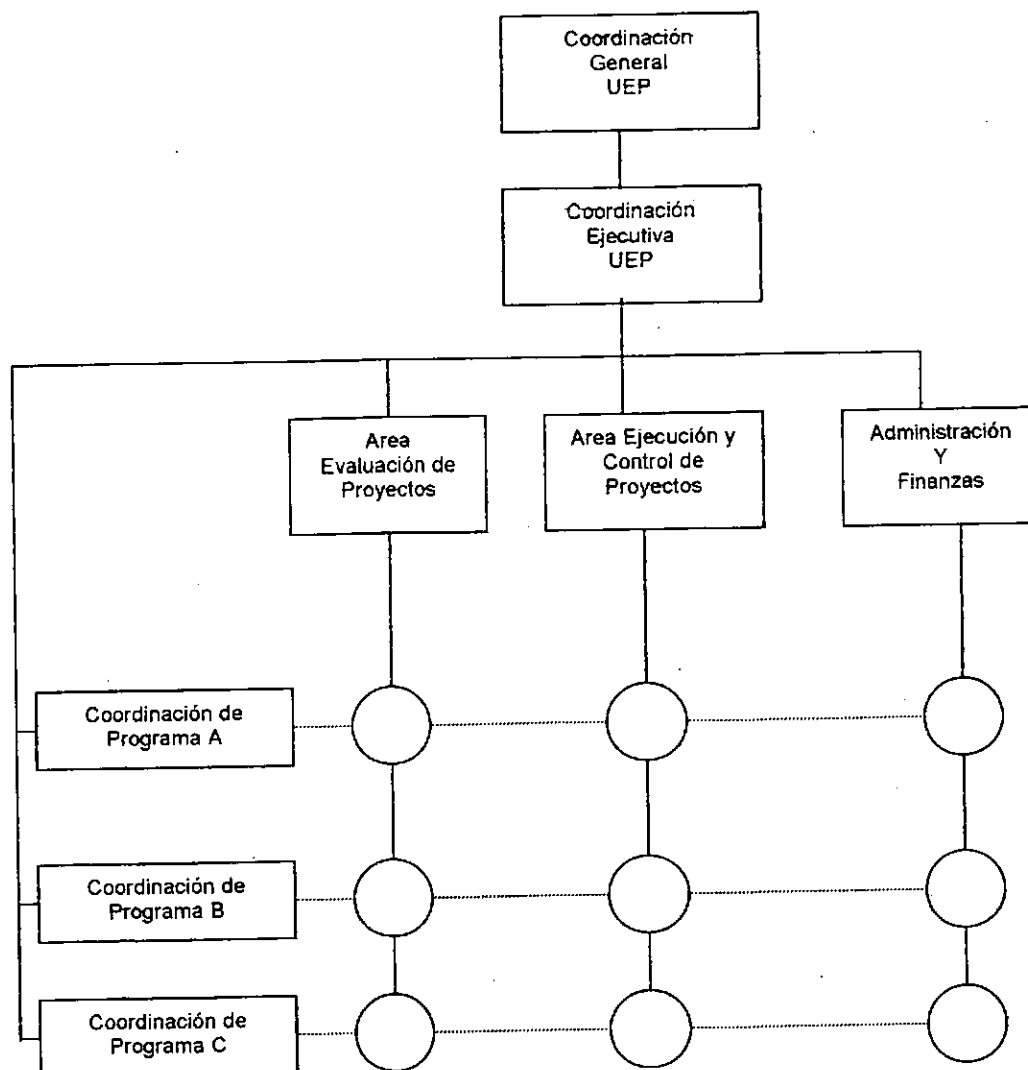 Coordinación
General
UEP
Coordinación
Ejecutiva
UEP
Area
Evaluación de
Proyectos
Area Ejecución y
Control de
Proyectos
Administración
Y
Finanzas
Coordinación de
Programa A
Coordinación de
Programa B
Coordinación de
Programa C